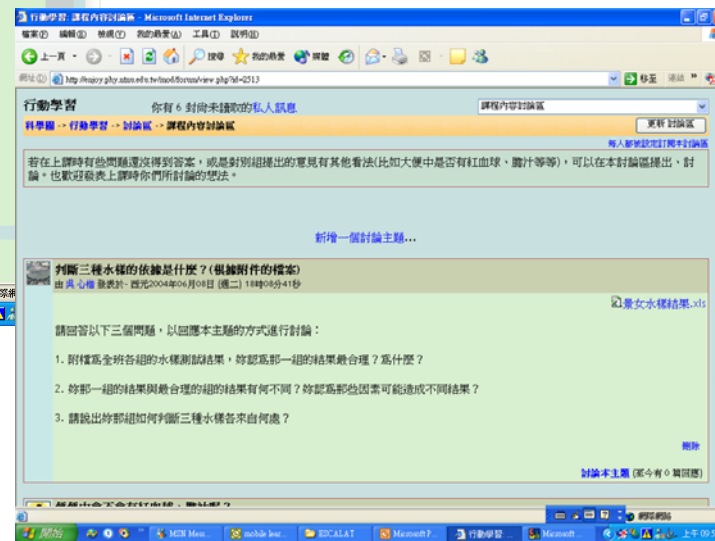 行動學習: 課程內容討論區 - Microsoft Internet Explorer
檔案(F) 編輯(E) 檢視(V) 我的最愛(A) 工具(T) 說明(H)
上一頁 搜尋 我的最愛 媒體
網址(D) http://enjoy.phy.ntnu.edu.tw/mod/forum/view.php?id=2513 移至 連結
行動學習 你有 6 封尚未讀取的私人訊息 課程內容討論區
科學園 -> 行動學習 -> 討論區 -> 課程內容討論區 更新 討論區
每人都被設定訂閱本討論區
若在上課時有些問題還沒得到答案，或是對別組提出的意見有其他看法(比如大便中是否有紅血球、膽汁等等)，可以在本討論區提出、討
論。也歡迎發表上課時你們所討論的想法。
新增一個討論主題...
判斷三種水樣的依據是什麼？(根據附件的檔案)
由 吳心楷 發表於- 西元2004年06月08日 (週二) 18時08分41秒
景女水樣結果.xls
請回答以下三個問題，以回應本主題的方式進行討論：
1. 附檔為全班各組的水樣測試結果，妳認為那一組的結果最合理？為什麼？
2. 妳那一組的結果與最合理的組的結果有何不同？妳認為那些因素可能造成不同結果？
3. 請說出妳那組如何判斷三種水樣各來自何處？
刪除
討論本主題 (至今有 0 篇回應)
網際網路
開始 MSN Mess... mobile lear... ESCALAT Microsoft P... 行動學習 ... Microsoft ... 上午 09:5